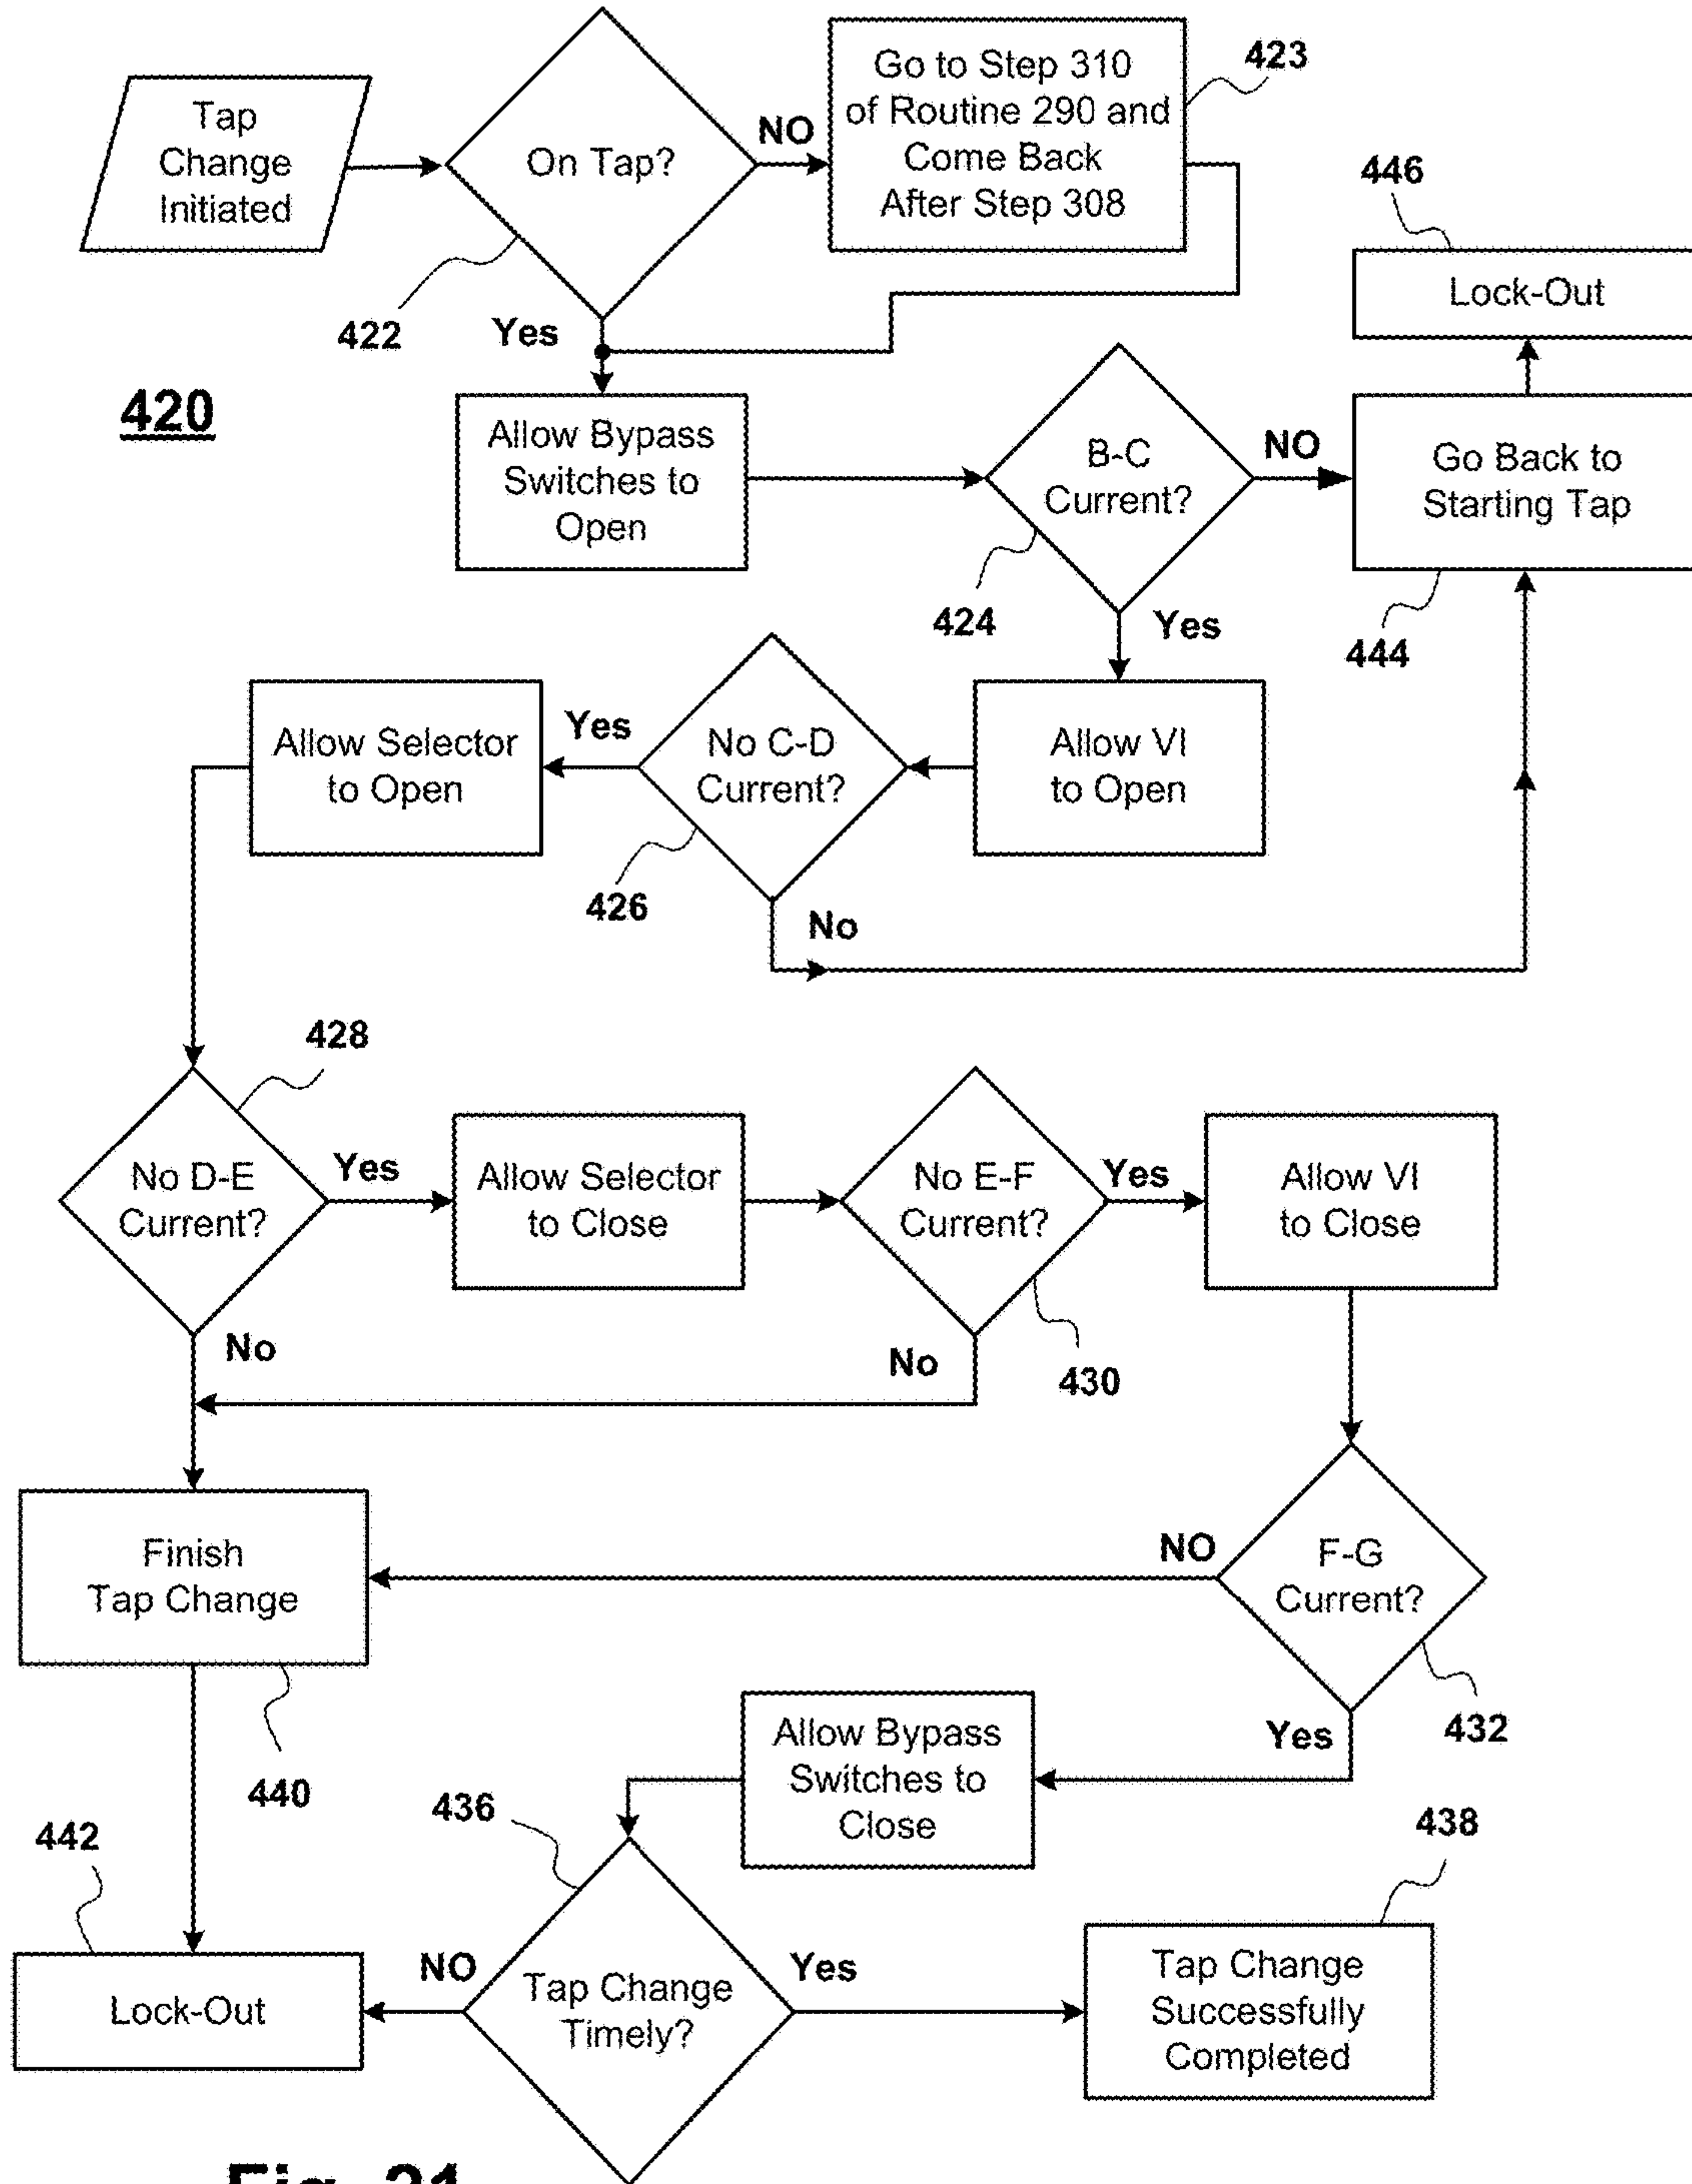 Tap
Change
Initiated
On Tap?
NO
Go to Step 310
of Routine 290 and
Come Back
After Step 308
423
422
Yes
446
Lock-Out
420
Allow Bypass
Switches to
Open
B-C
Current?
NO
Go Back to
Starting Tap
424
Yes
444
Allow Selector
to Open
Yes
No C-D
Current?
Allow VI
to Open
426
No
428
No D-E
Current?
Yes
Allow Selector
to Close
No E-F
Current?
Yes
Allow VI
to Close
No
No
430
Finish
Tap Change
NO
F-G
Current?
440
Allow Bypass
Switches to
Close
Yes
432
442
436
438
Lock-Out
NO
Tap Change
Timely?
Yes
Tap Change
Successfully
Completed
Fig. 21